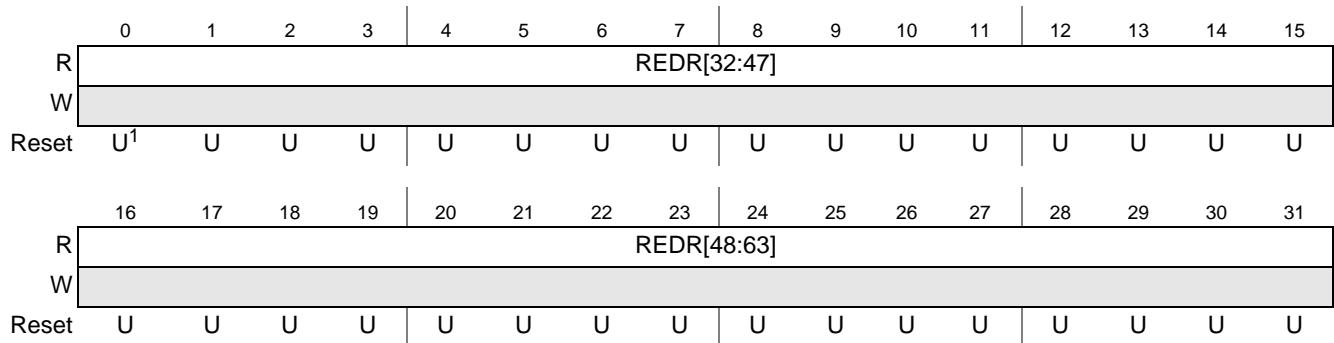 0 1 2 3 4 5 6 7 8 9 10 11 12 13 14 15
R REDR[32:47]
W
Reset U1 U U U U U U U U U U U U U U U
16 17 18 19 20 21 22 23 24 25 26 27 28 29 30 31
R REDR[48:63]
W
Reset U U U U U U U U U U U U U U U U